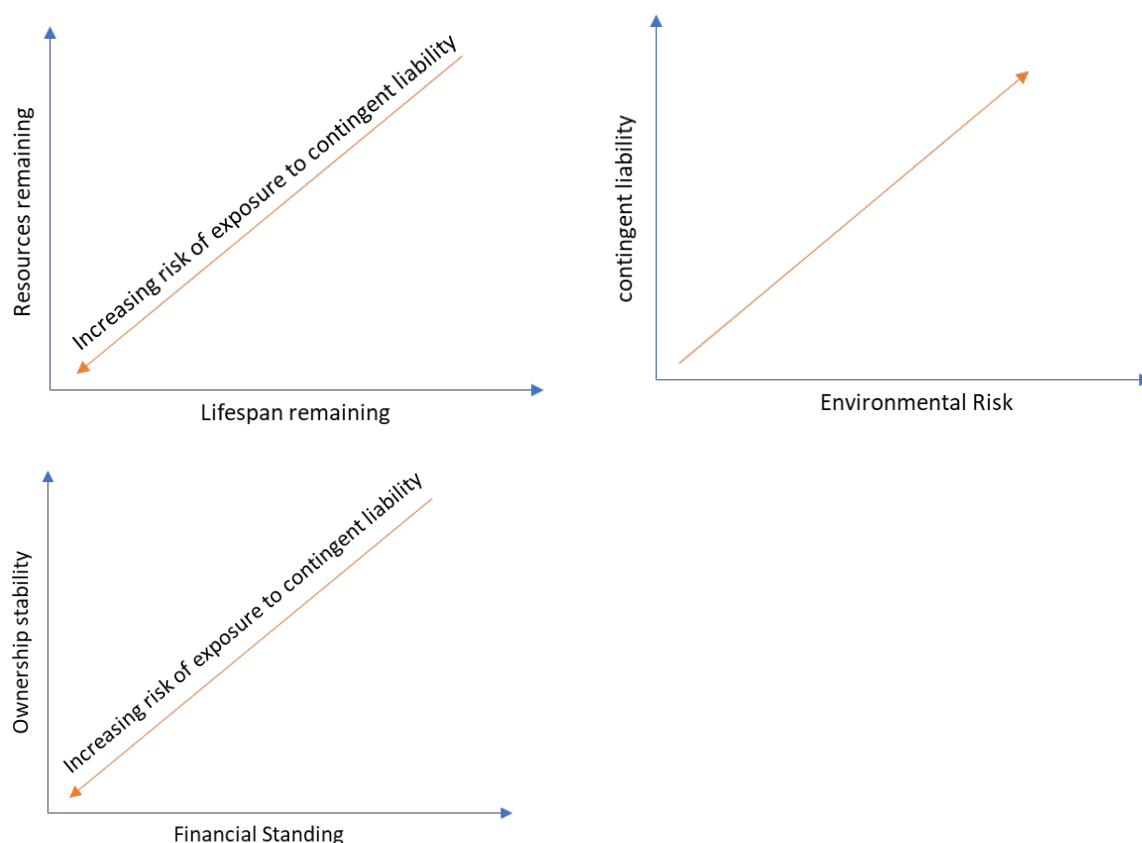 Resources remaining
Increasing risk of exposure to contingent liability
Lifespan remaining
contingent liability
Environmental Risk
Ownership stability
Increasing risk of exposure to contingent liability
Financial Standing